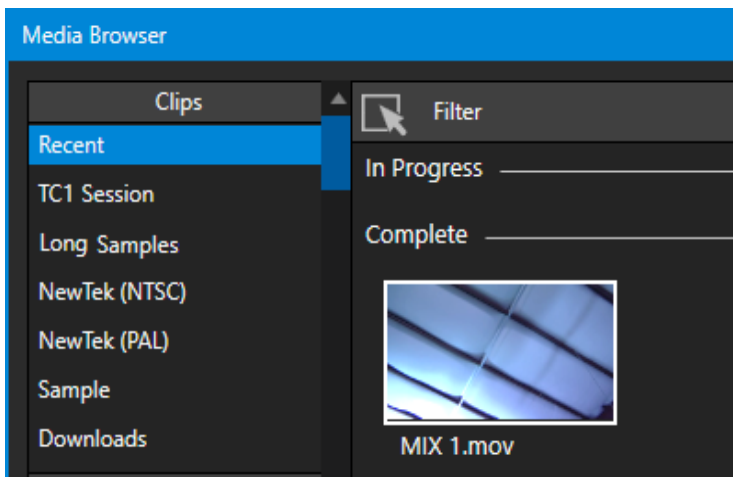 Media Browser
Clips
Recent
TC1 Session
Long Samples
NewTek (NTSC)
NewTek (PAL)
Sample
Downloads
Filter
In Progress
Complete
MIX 1.mov